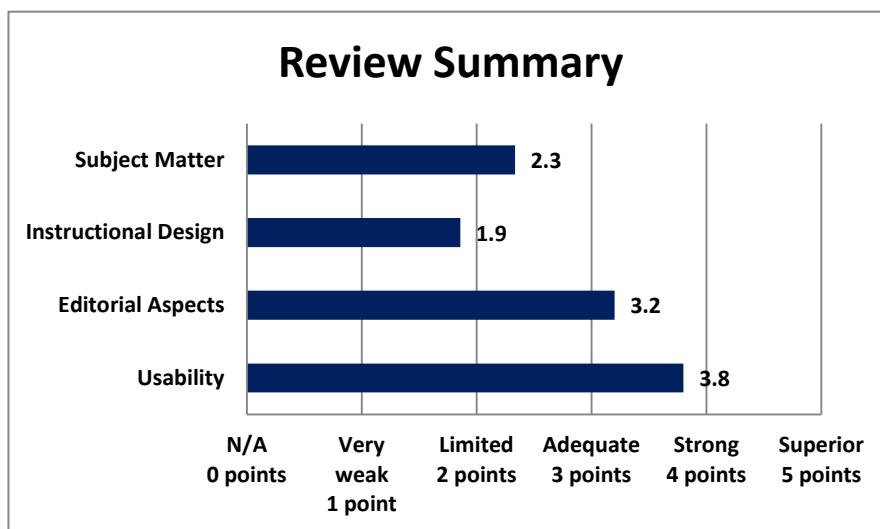 Review Summary
Subject Matter
2.3
Instructional Design
1.9
Editorial Aspects
3.2
Usability
3.8
N/A
0 points
Very
weak
1 point
Limited
2 points
Adequate
3 points
Strong
4 points
Superior
5 points